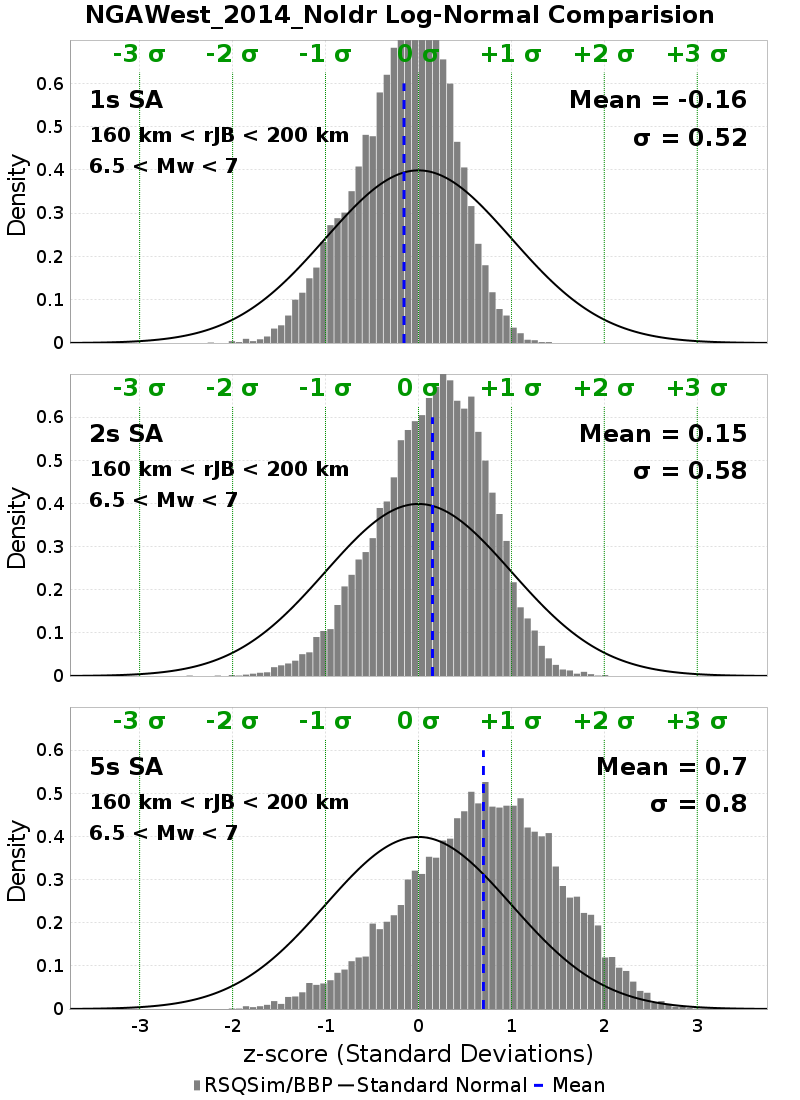 NGAWest_2014_NoIdr Log-Normal Comparision
-3 σ -2 σ -1 σ 0 σ +1 σ +2 σ +3 σ
1s SA
Mean = -0.16
160 km < rJB < 200 km
σ = 0.52
6.5 < Mw < 7
Density
0.6
0.5
0.4
0.3
0.2
0.1
0
-3 σ -2 σ -1 σ 0 σ +1 σ +2 σ +3 σ
2s SA
Mean = 0.15
160 km < rJB < 200 km
σ = 0.58
6.5 < Mw < 7
Density
0.6
0.5
0.4
0.3
0.2
0.1
0
-3 σ -2 σ -1 σ 0 σ +1 σ +2 σ +3 σ
5s SA
Mean = 0.7
160 km < rJB < 200 km
σ = 0.8
6.5 < Mw < 7
Density
0.6
0.5
0.4
0.3
0.2
0.1
0
-3 -2 -1 0 1 2 3
z-score (Standard Deviations)
RSQSim/BBP Standard Normal Mean